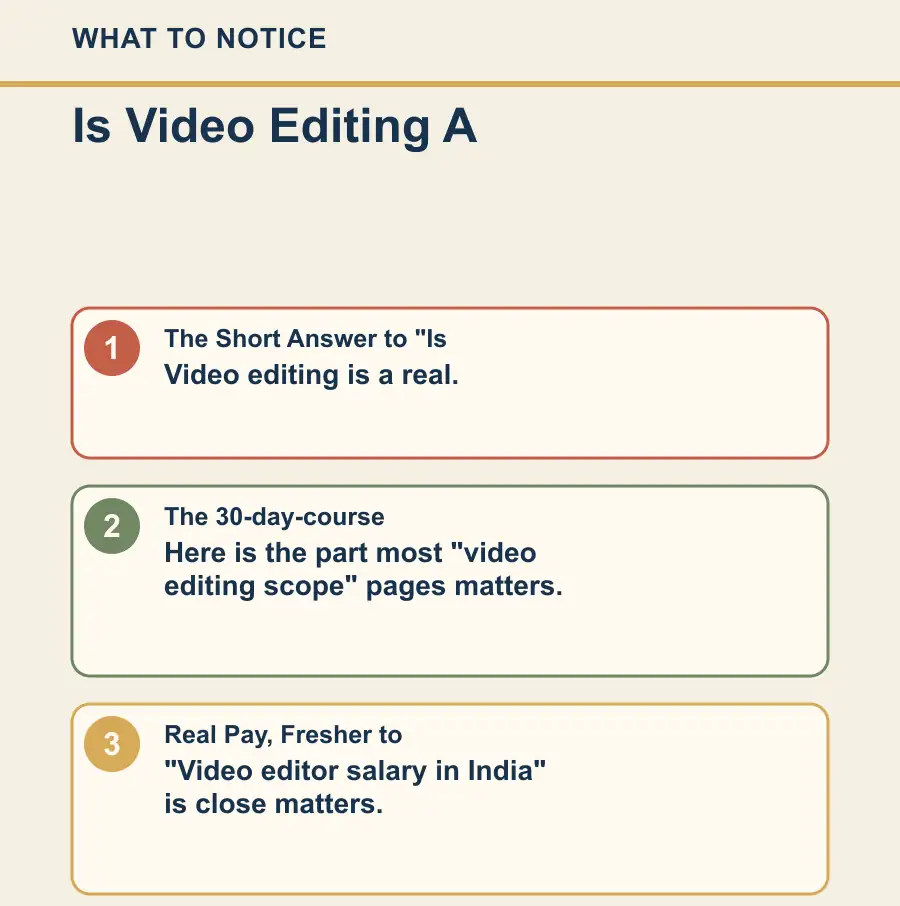 WHAT TO NOTICE
Is Video Editing A
1
The Short Answer to "Is
Video editing is a real.
2
The 30-day-course
Here is the part most "video
editing scope" pages matters.
3
Real Pay, Fresher to
"Video editor salary in India"
is close matters.